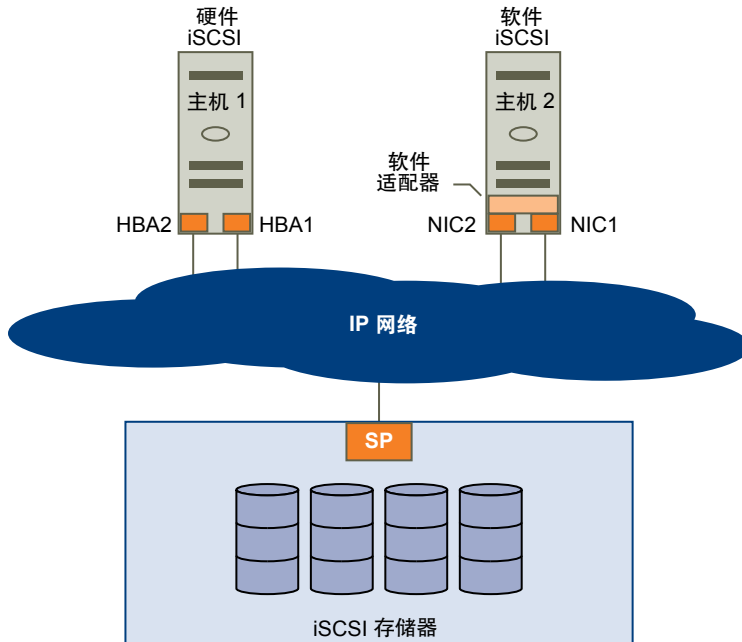 硬件
iSCSI
软件
iSCSI
主机 1
主机 2
软件
适配器
HBA2
HBA1
NIC2
NIC1
IP 网络
SP
iSCSI 存储器